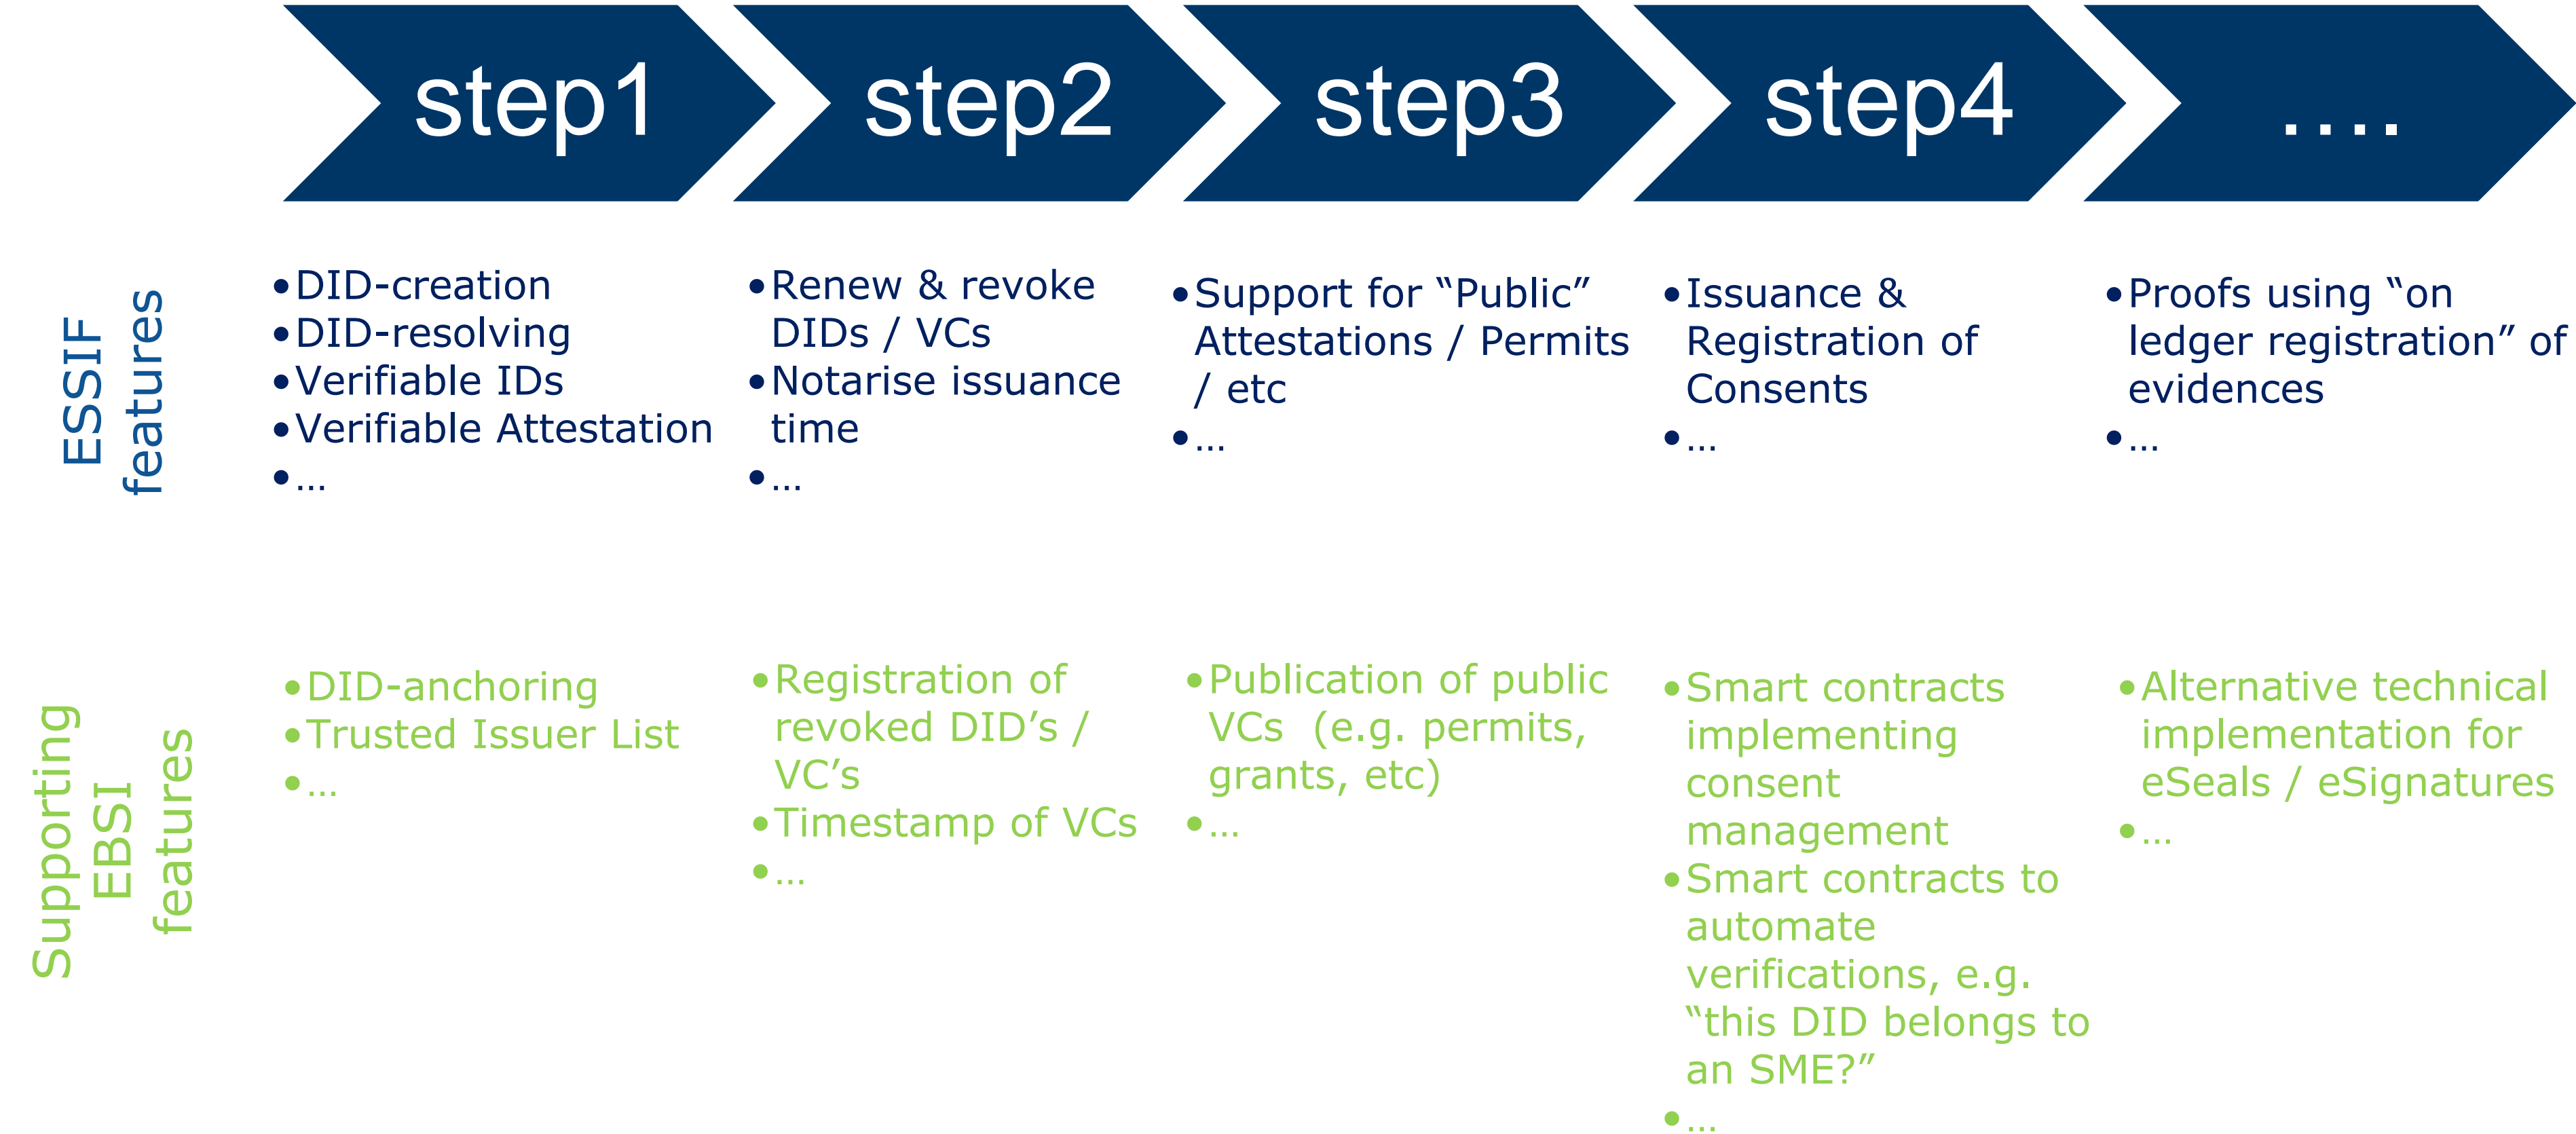 step1
step2
step3
step4
....
ESSIF
features
•DID-creation
•DID-resolving
•Verifiable IDs
•Verifiable Attestation
•...
•Renew & revoke
DIDs / VCs
•Notarise issuance
time
•...
•Support for “Public”
Attestations / Permits
/ etc
•...
•Issuance &
Registration of
Consents
•...
•Proofs using “on
ledger registration” of
evidences
•...
Supporting
EBSI
features
•DID-anchoring
•Trusted Issuer List
•...
•Registration of
revoked DID’s /
VC’s
•Timestamp of VCs
•...
•Publication of public
VCs  (e.g. permits,
grants, etc)
•...
•Smart contracts
implementing
consent
management
•Smart contracts to
automate
verifications, e.g.
“this DID belongs to
an SME?”
•...
•Alternative technical
implementation for
eSeals / eSignatures
•...